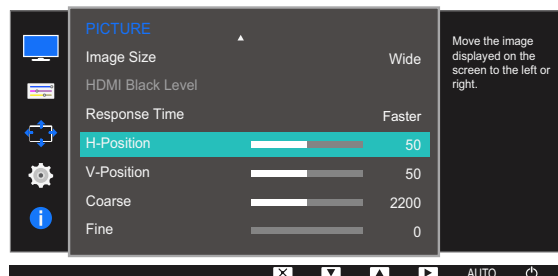 PICTURE
Image Size Wide
HDMI Black Level
Response Time Faster
H-Position 50
V-Position 50
Coarse 2200
Fine 0
Move the image
displayed on the
screen to the left or
right.
AUTO